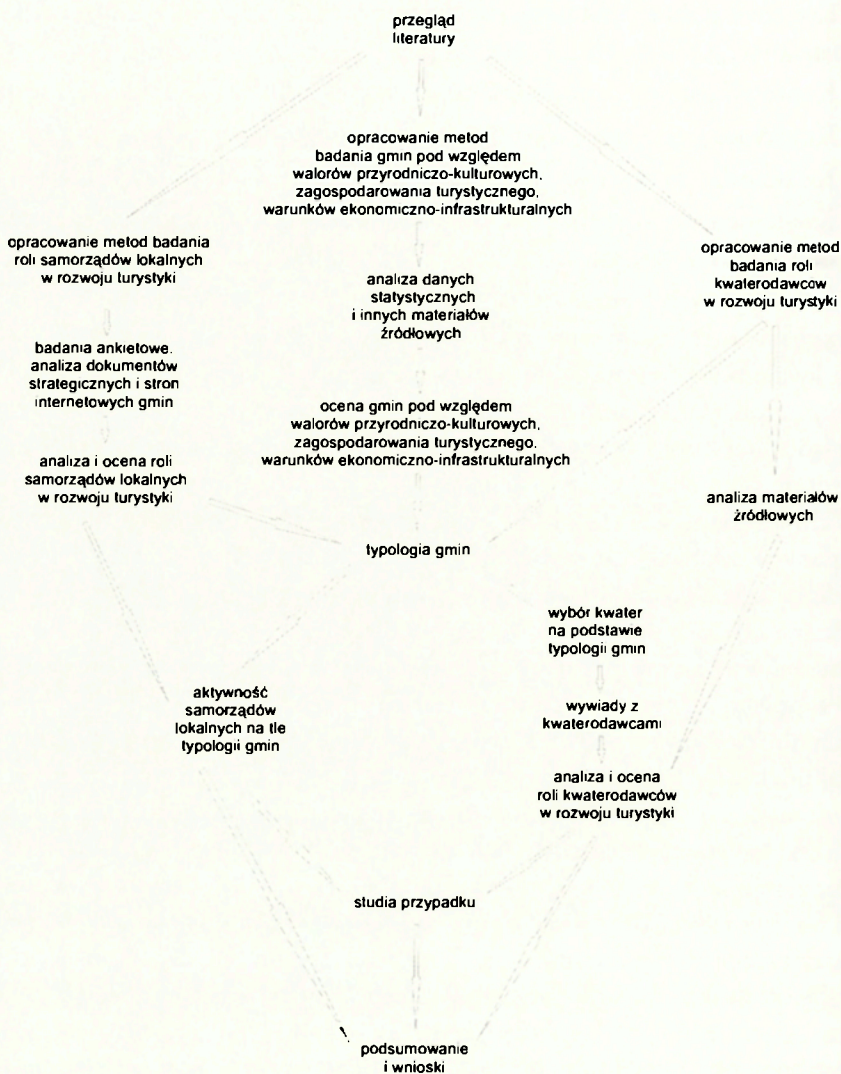 przegląd
literatury
opracowanie metod
badania gmin pod względem
walorów przyrodniczo-kulturowych,
zagospodarowania turystycznego,
warunków ekonomiczno-infrastrukturalnych
opracowanie metod badania
roli samorządów lokalnych
w rozwoju turystyki
opracowanie metod
badania roli
kwaterodawcow
w rozwoju turystyki
analiza danych
statystycznych
i innych materiałów
źródłowych
badania ankietowe.
analiza dokumentów
strategicznych i stron
internetowych gmin
ocena gmin pod względem
walorów przyrodniczo-kulturowych,
zagospodarowania turystycznego.
warunków ekonomiczno-infrastrukturalnych
analiza i ocena roli
samorządów lokalnych
w rozwoju turystyki
analiza materiałów
źródłowych
typologia gmin
wybór kwater
na podstawie
typologii gmin
aktywność
samorządów
lokalnych na tle
typologii gmin
wywiady z
kwaterodawcami
analiza i ocena
roli kwaterodawców
w rozwoju turystyki
studia przypadku
podsumowanie
i wnioski